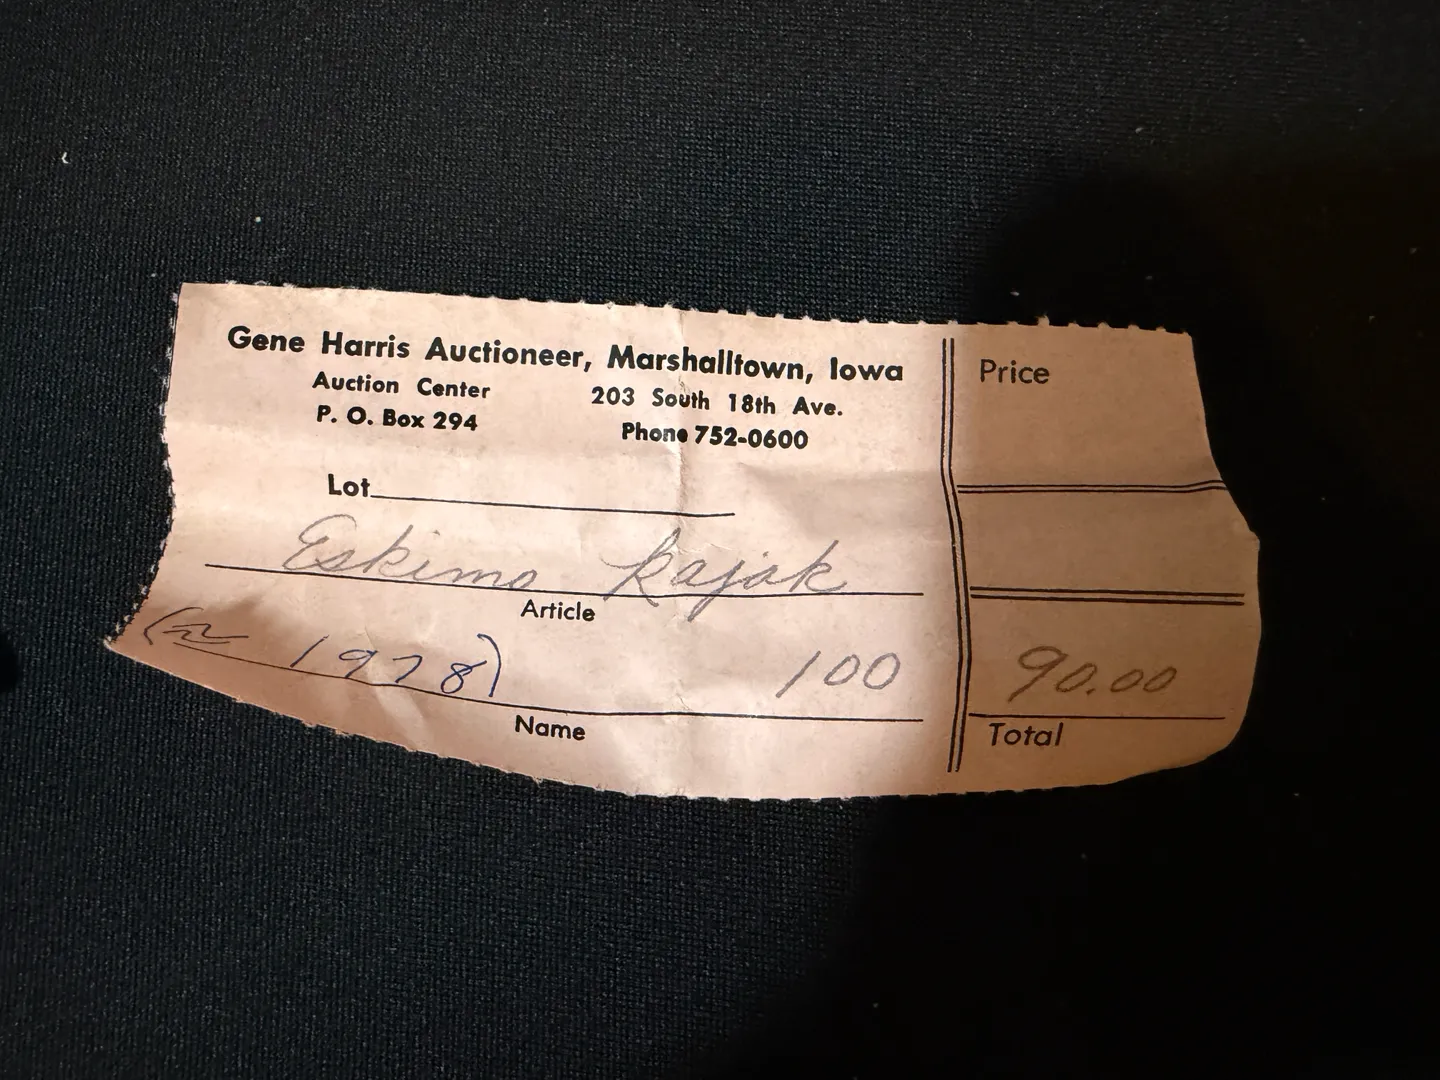 Gene Harris Auctioneer, Marshalltown, Iowa
Auction Center 203 South 18th Ave.
P. O. Box 294 Phone 752-0600
Lot
Eskimo Kajak
Article
(≈ 1978) 100
Name
Price
90.00
Total